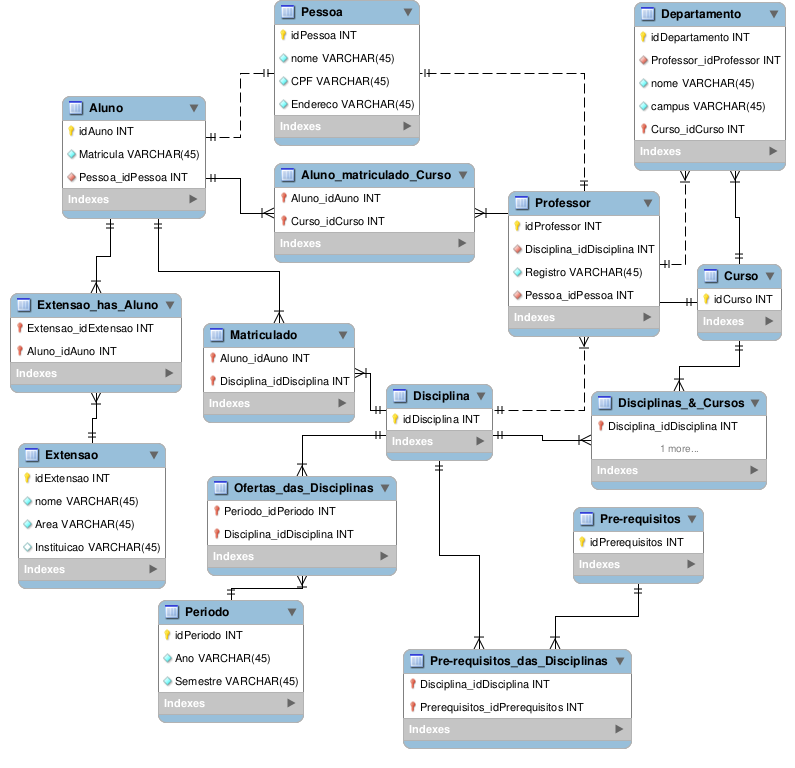 Pessoa
idPessoa INT
nome VARCHAR(45)
CPF VARCHAR(45)
Endereco VARCHAR(45)
Indexes
Departamento
idDepartamento INT
Professor_idProfessor INT
nome VARCHAR(45)
campus VARCHAR(45)
Curso_idCurso INT
Indexes
Aluno
idAuno INT
Matricula VARCHAR(45)
Pessoa_idPessoa INT
Indexes
Aluno_matriculado_Curso
Aluno_idAuno INT
Curso_idCurso INT
Indexes
Professor
idProfessor INT
Disciplina_idDisciplina INT
Registro VARCHAR(45)
Pessoa_idPessoa INT
Indexes
Curso
idCurso INT
Indexes
Extensao_has_Aluno
Extensao_idExtensao INT
Aluno_idAuno INT
Indexes
Matriculado
Aluno_idAuno INT
Disciplina_idDisciplina INT
Indexes
Disciplina
idDisciplina INT
Indexes
Disciplinas_&_Cursos
Disciplina_idDisciplina INT
1 more...
Indexes
Extensao
idExtensao INT
nome VARCHAR(45)
Area VARCHAR(45)
Instituicao VARCHAR(45)
Indexes
Ofertas_das_Disciplinas
Periodo_idPeriodo INT
Disciplina_idDisciplina INT
Indexes
Pre-requisitos
idPrerequisitos INT
Indexes
Periodo
idPeriodo INT
Ano VARCHAR(45)
Semestre VARCHAR(45)
Indexes
Pre-requisitos_das_Disciplinas
Disciplina_idDisciplina INT
Prerequisitos_idPrerequisitos INT
Indexes